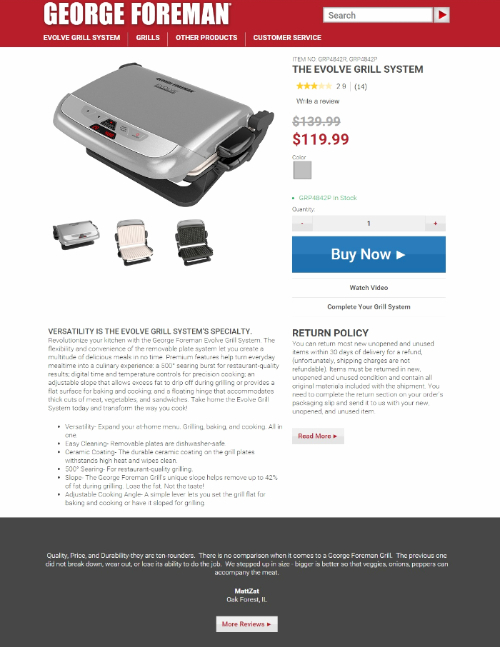 GEORGE FOREMAN
Search
EVOLVE GRILL SYSTEM
GRILLS
OTHER PRODUCTS
CUSTOMER SERVICE
ITEM NO. GRP4842R, GRP4842P
THE EVOLVE GRILL SYSTEM
2.9 (14)
Write a review
$139.99
$119.99
Color
GEORGE FOREMAN
GRP4842P In Stock
Quantity:
- 1 +
Buy Now
Watch Video
Complete Your Grill System
VERSATILITY IS THE EVOLVE GRILL SYSTEM'S SPECIALTY.
Revolutionize your kitchen with the George Foreman Evolve Grill System. The
flexibility and convenience of the removable plate system let you create a
multitude of delicious meals in no time. Premium features help turn everyday
mealtime into a culinary experience: a 500° searing burst for restaurant-quality
results; digital time and temperature controls for precision cooking; an
adjustable slope that allows excess fat to drip off during grilling or provides a
flat surface for baking and cooking; and a floating hinge that accommodates
thick cuts of meat, vegetables, and sandwiches. Take home the Evolve Grill
System today and transform the way you cook!
Versatility- Expand your at-home menu. Grilling, baking, and cooking. All in
one.
Easy Cleaning- Removable plates are dishwasher-safe
Ceramic Coating- The durable ceramic coating on the grill plates
withstands high heat and wipes clean.
500° Searing- For restaurant-quality grilling.
Slope- The George Foreman Grill's unique slope helps remove up to 42%
of fat during grilling. Lose the fat, Not the taste!
Adjustable Cooking Angle- A simple lever lets you set the grill flat for
baking and cooking or have it sloped for grilling.
RETURN POLICY
You can return most new unopened and unused
items within 30 days of delivery for a refund,
(unfortunately, shipping charges are not
refundable). Items must be returned in new,
unopened and unused condition and contain all
original materials included with the shipment. You
need to complete the return section on your order's
packaging slip and send it to us with your new,
unopened, and unused item.
Read More
Quality, Price, and Durability-they are ten-rounders. There is no comparison when it comes to a George Foreman Grill. The previous one
did not break down, wear out, or lose its ability to do the job. We stepped up in size - bigger is better so that veggies, onions, peppers can
accompany the meat.
MattZat
Oak Forest, IL
More Reviews